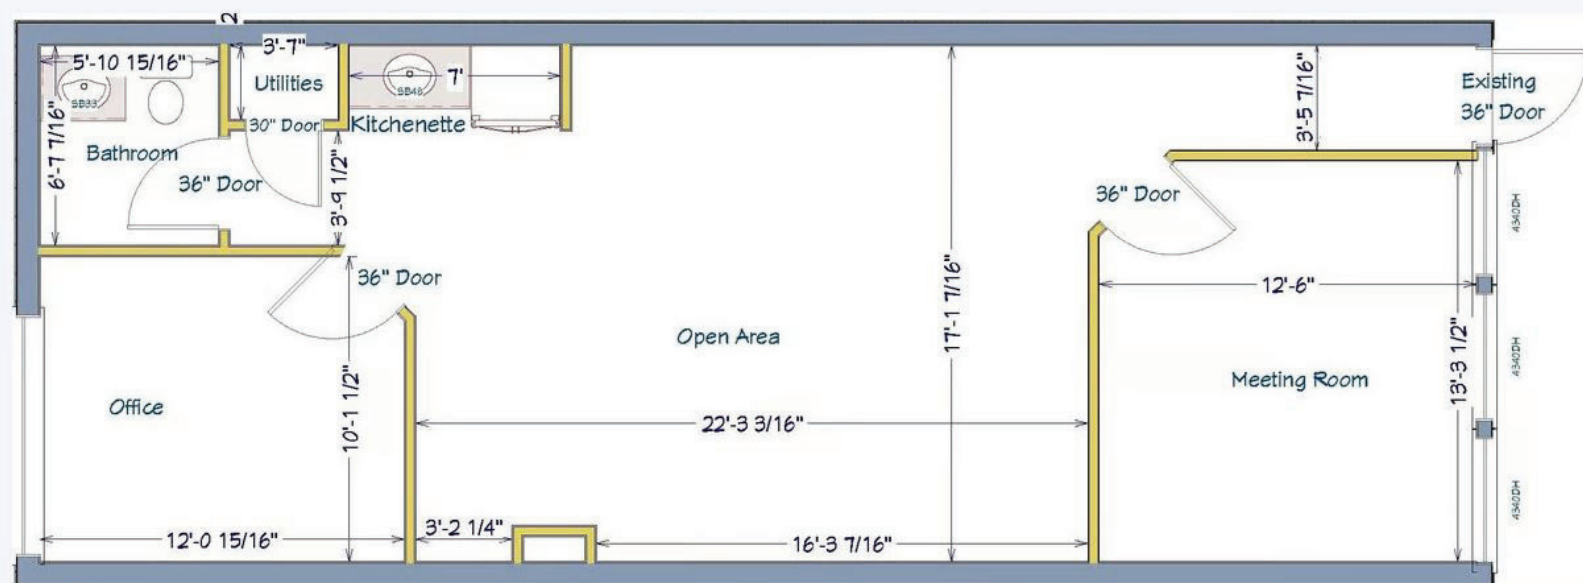 2
5'-10 15/16"
3'-7"
Utilities
7'
SB33
SB48
Existing
36" Door
30" Door
Kitchenette
3'-5 7/16"
6'-7 7/16"
Bathroom
36" Door
3'-9 1/2"
36" Door
4340DH
36" Door
12'-6"
Open Area
17'-1 7/16"
4340DH
Meeting Room
13'-3 1/2"
Office
10'-1 1/2"
22'-3 3/16"
4340DH
12'-0 15/16"
3'-2 1/4"
16'-3 7/16"